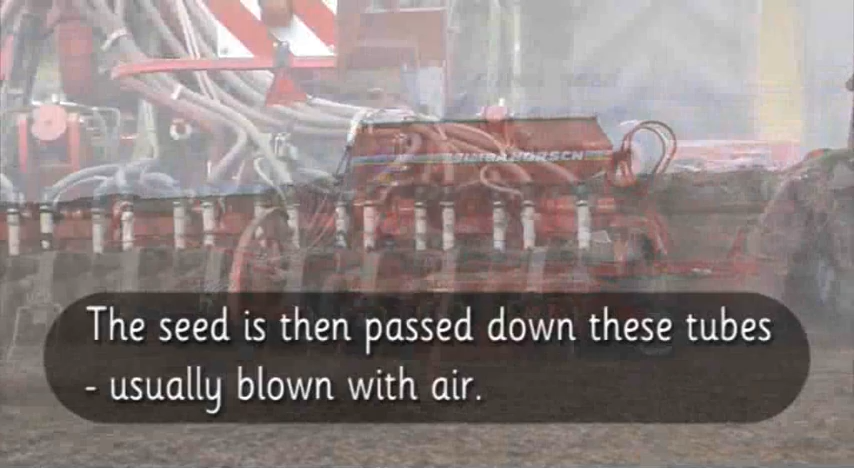 The seed is then passed down these tubes
- usually blown with air.